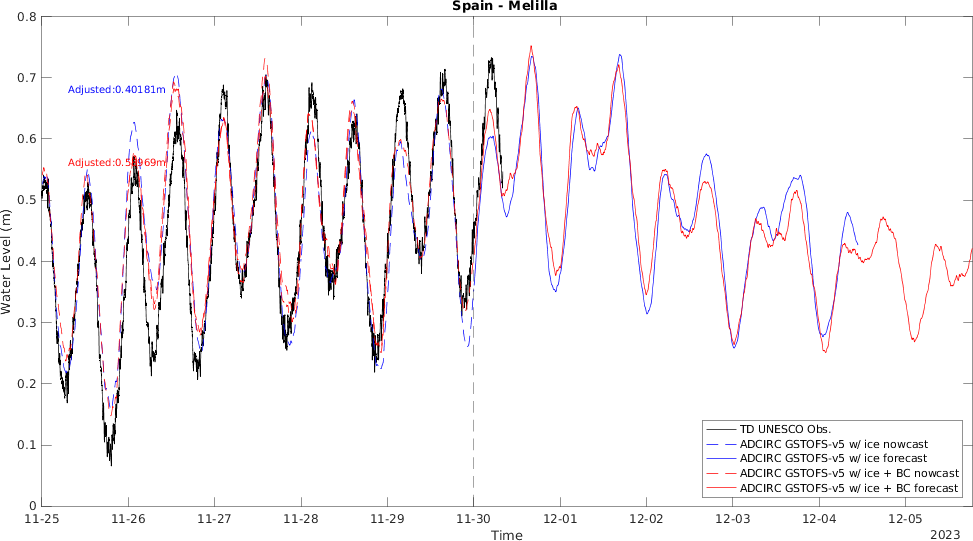 Spain - Melilla
0.8
0.7
0.6
0.5
0.4
0.3
0.2
0.1
0
Water Level (m)
Adjusted:0.40181m
TD UNESCO Obs.
ADCIRC GSTOFS-v5 w/ ice nowcast
ADCIRC GSTOFS-v5 w/ ice forecast
ADCIRC GSTOFS-v5 w/ ice + BC nowcast
ADCIRC GSTOFS-v5 w/ ice + BC forecast
11-25 11-26 11-27 11-28 11-29 11-30 12-01 12-02 12-03 12-04 12-05
Time
2023